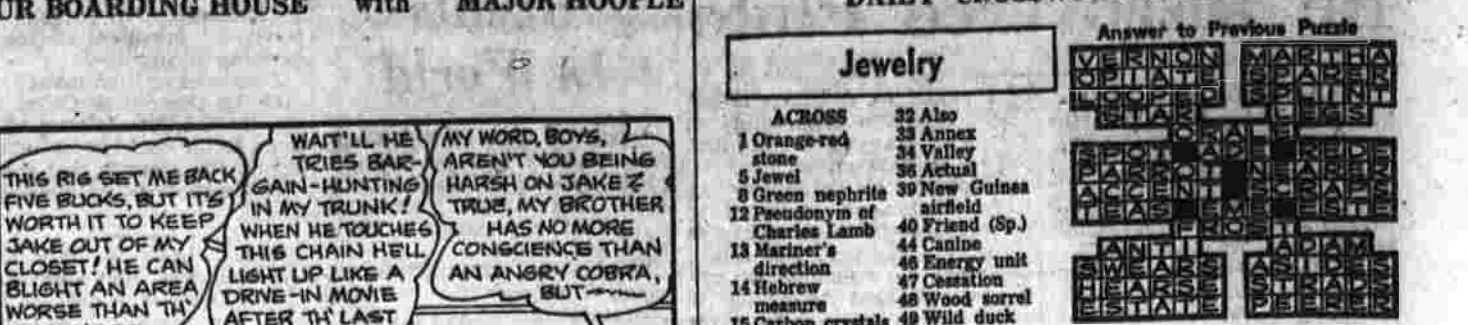 UR BOARDING HOUSE with MAJOR HOOPLE
THIS RIG SET ME BACK
FIVE BUCKS, BUT IT'S
WORTH IT TO KEEP
JAKE OUT OF MY
CLOSET! HE CAN
BLIGHT AN AREA
WORSE THAN TH'
WAIT'LL HE
TRIES BAR-
GAIN-HUNTING
IN MY TRUNK!
WHEN HE TOUCHES
THIS CHAIN HE'LL
LIGHT UP LIKE A
DRIVE-IN MOVIE
AFTER TH' LAST
MY WORD, BOYS,
AREN'T YOU BEING
HARSH ON JAKE?
TRUE, MY BROTHER
HAS NO MORE
CONSCIENCE THAN
AN ANGRY COBRA,
BUT
DAILY
Jewelry
ACROSS
1 Orange-red
stone
5 Jewel
8 Green nephrite
12 Pseudonym of
Charles Lamb
13 Mariner's
direction
14 Hebrew
measure
15 Carbon crystals
32 Also
33 Annex
34 Valley
36 Actual
39 New Guinea
airfield
40 Friend (Sp.)
44 Canine
46 Energy unit
47 Cessation
48 Wood sorrel
49 Wild duck
Answer to Previous Puzzle
VERNON MARTHA
OPIATE SPARER
LOOPED SPLINT
STAR LEGS
ORALE
SPOT ADE REDE
PARROT NEARED
ACCENT SCRAPS
TEAS EME ESTE
FROST
ANTI ADAM
SWEARS ASIDES
HEARSE STRADS
ESTATE PEERER